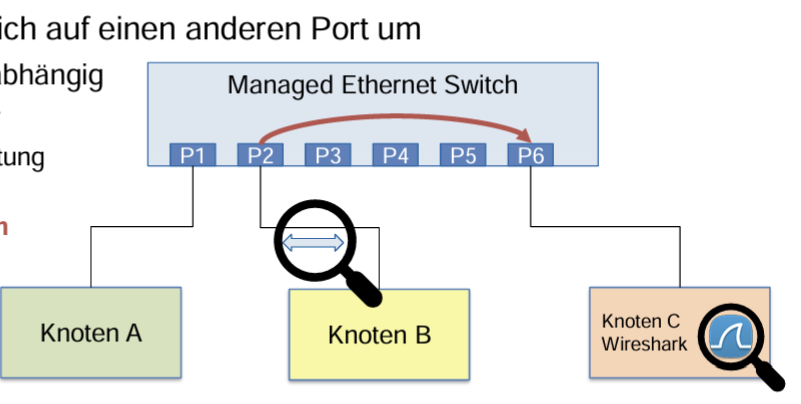 ich auf einen anderen Port um
abhängig
Managed Ethernet Switch
tung
P1 P2 P3 P4 P5 P6
Knoten A
Knoten B
Knoten C
Wireshark